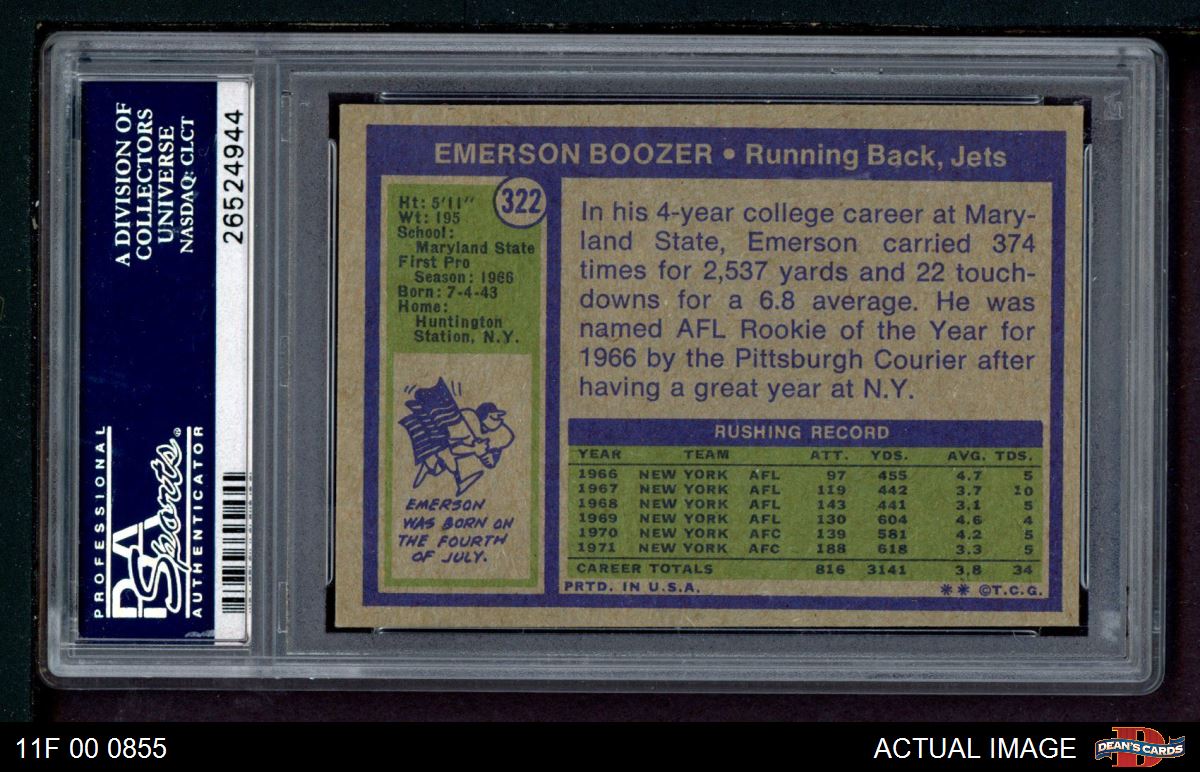 A DIVISION OF
COLLECTORS
UNIVERSE
NASDAQ: CLCT
26524944
PROFESSIONAL
PSA
Sports
AUTHENTICATOR
EMERSON BOOZER • Running Back, Jets
322
Ht: 5'11"
Wt: 195
School:
Maryland State
First Pro
Season: 1966
Born: 7-4-43
Home:
Huntington
Station, N.Y.
EMERSON
WAS BORN ON
THE FOURTH
OF JULY.
In his 4-year college career at Mary-
land State, Emerson carried 374
times for 2,537 yards and 22 touch-
downs for a 6.8 average. He was
named AFL Rookie of the Year for
1966 by the Pittsburgh Courier after
having a great year at N.Y.
RUSHING RECORD
YEAR TEAM ATT. YDS. AVG. TDS.
1966 NEW YORK AFL 97 455 4.7 5
1967 NEW YORK AFL 119 442 3.7 10
1968 NEW YORK AFL 143 441 3.1 5
1969 NEW YORK AFL 130 604 4.6 4
1970 NEW YORK AFC 139 581 4.2 5
1971 NEW YORK AFC 188 618 3.3 5
CAREER TOTALS 816 3141 3.8 34
PRTD. IN U.S.A. ** ©T.C.G.
11F 00 0855
ACTUAL IMAGE
D
DEAN'S CARDS